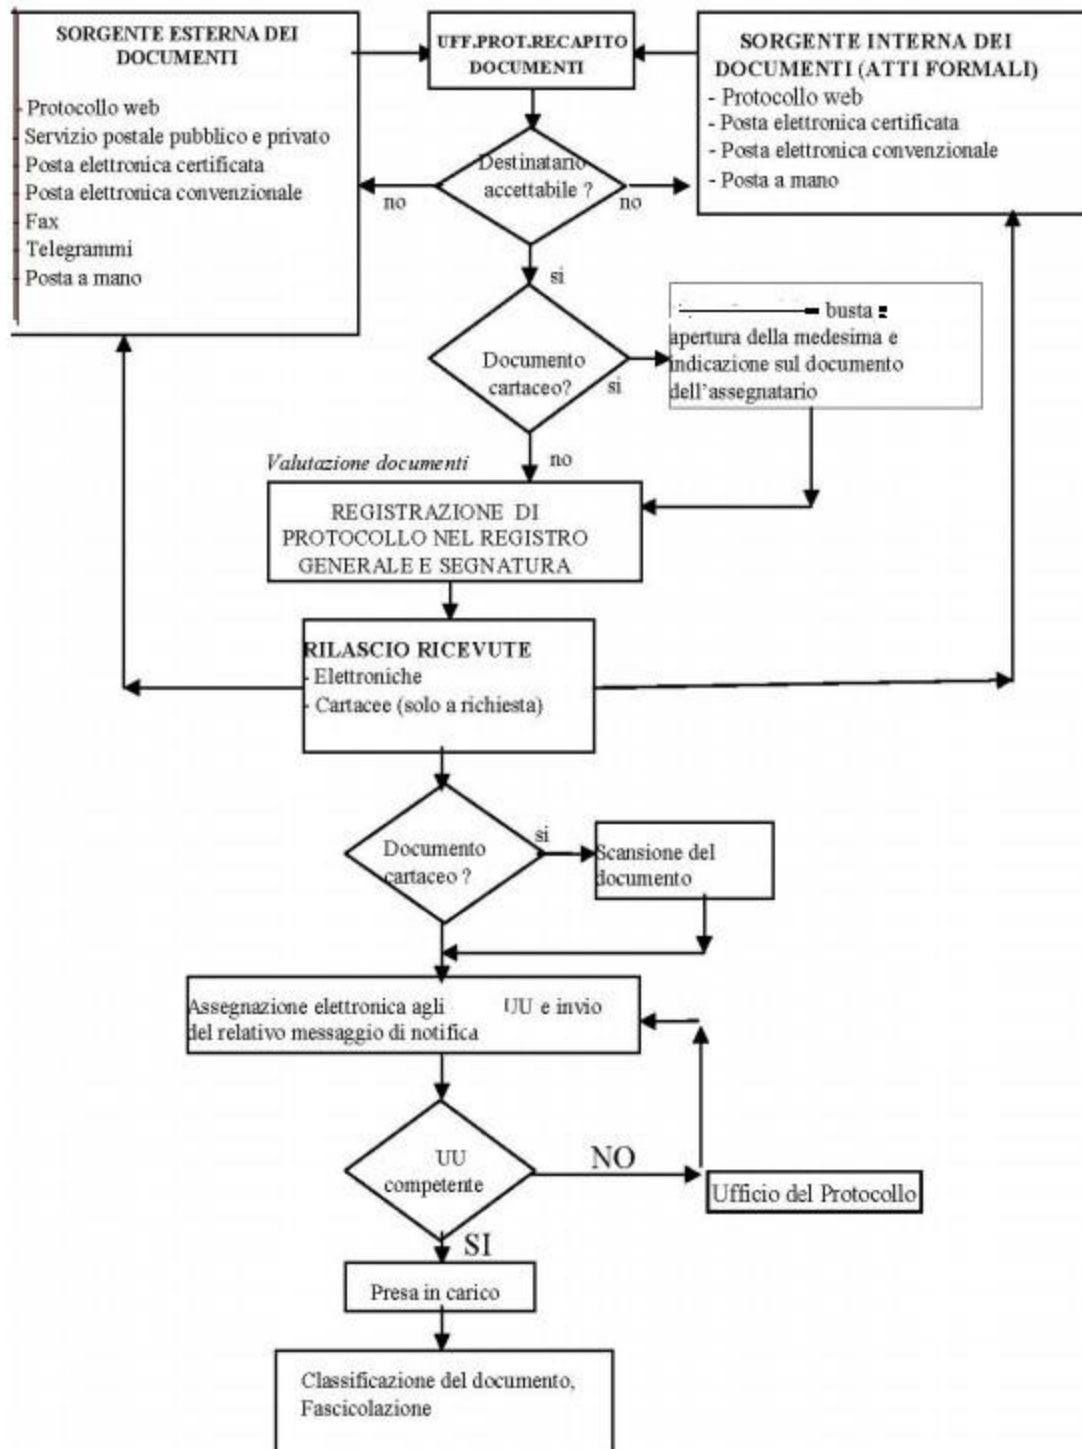 SORGENTE ESTERNA DEI
DOCUMENTI
- Protocollo web
- Servizio postale pubblico e privato
- Posta elettronica certificata
- Posta elettronica convenzionale
- Fax
- Telegrammi
- Posta a mano
UFF.PROT.RECAPITO
DOCUMENTI
SORGENTE INTERNA DEI
DOCUMENTI (ATTI FORMALI)
- Protocollo web
- Posta elettronica certificata
- Posta elettronica convenzionale
- Posta a mano
Destinatario
accettabile ?
no
no
si
Documento
cartaceo?
si
busta
apertura della medesima e
indicazione sul documento
dell'assegnatario
no
Valutazione documenti
REGISTRAZIONE DI
PROTOCOLLO NEL REGISTRO
GENERALE E SEGNATURA
RILASCIO RICEVUTE
- Elettroniche
- Cartacee (solo a richiesta)
Documento
cartaceo ?
si
Scansione del
documento
Assegnazione elettronica agli UU e invio
del relativo messaggio di notifica
UU
competente
NO
Ufficio del Protocollo
SI
Presa in carico
Classificazione del documento,
Fascicolazione